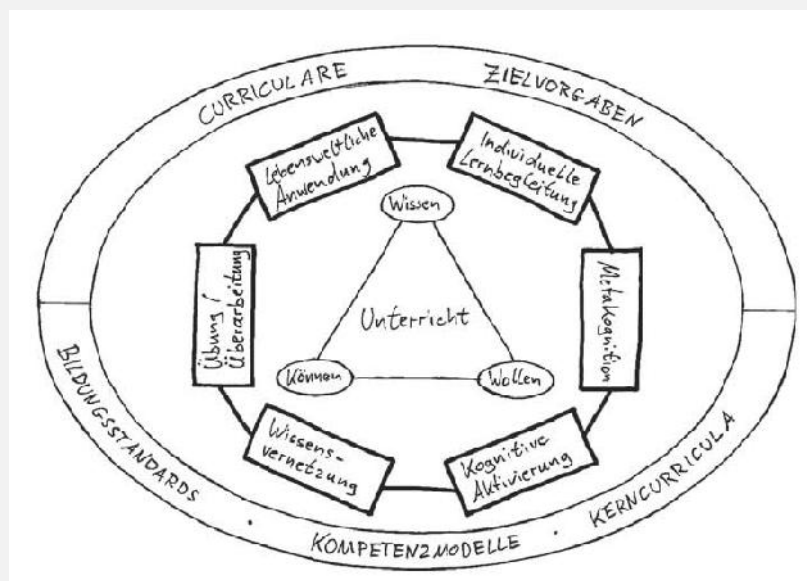 CURRICULARE ZIELVORGABEN
Lebensweltliche
Anwendung
Individuelle
Lernbegleitung
Wissen
Übung /
Überarbeitung
Unterricht
Metakognition
Können
Wollen
Wissens-
vernetzung
Kognitive
Aktivierung
BILDUNGSSTANDARDS · KOMPETENZMODELLE · KERNCURRICULA